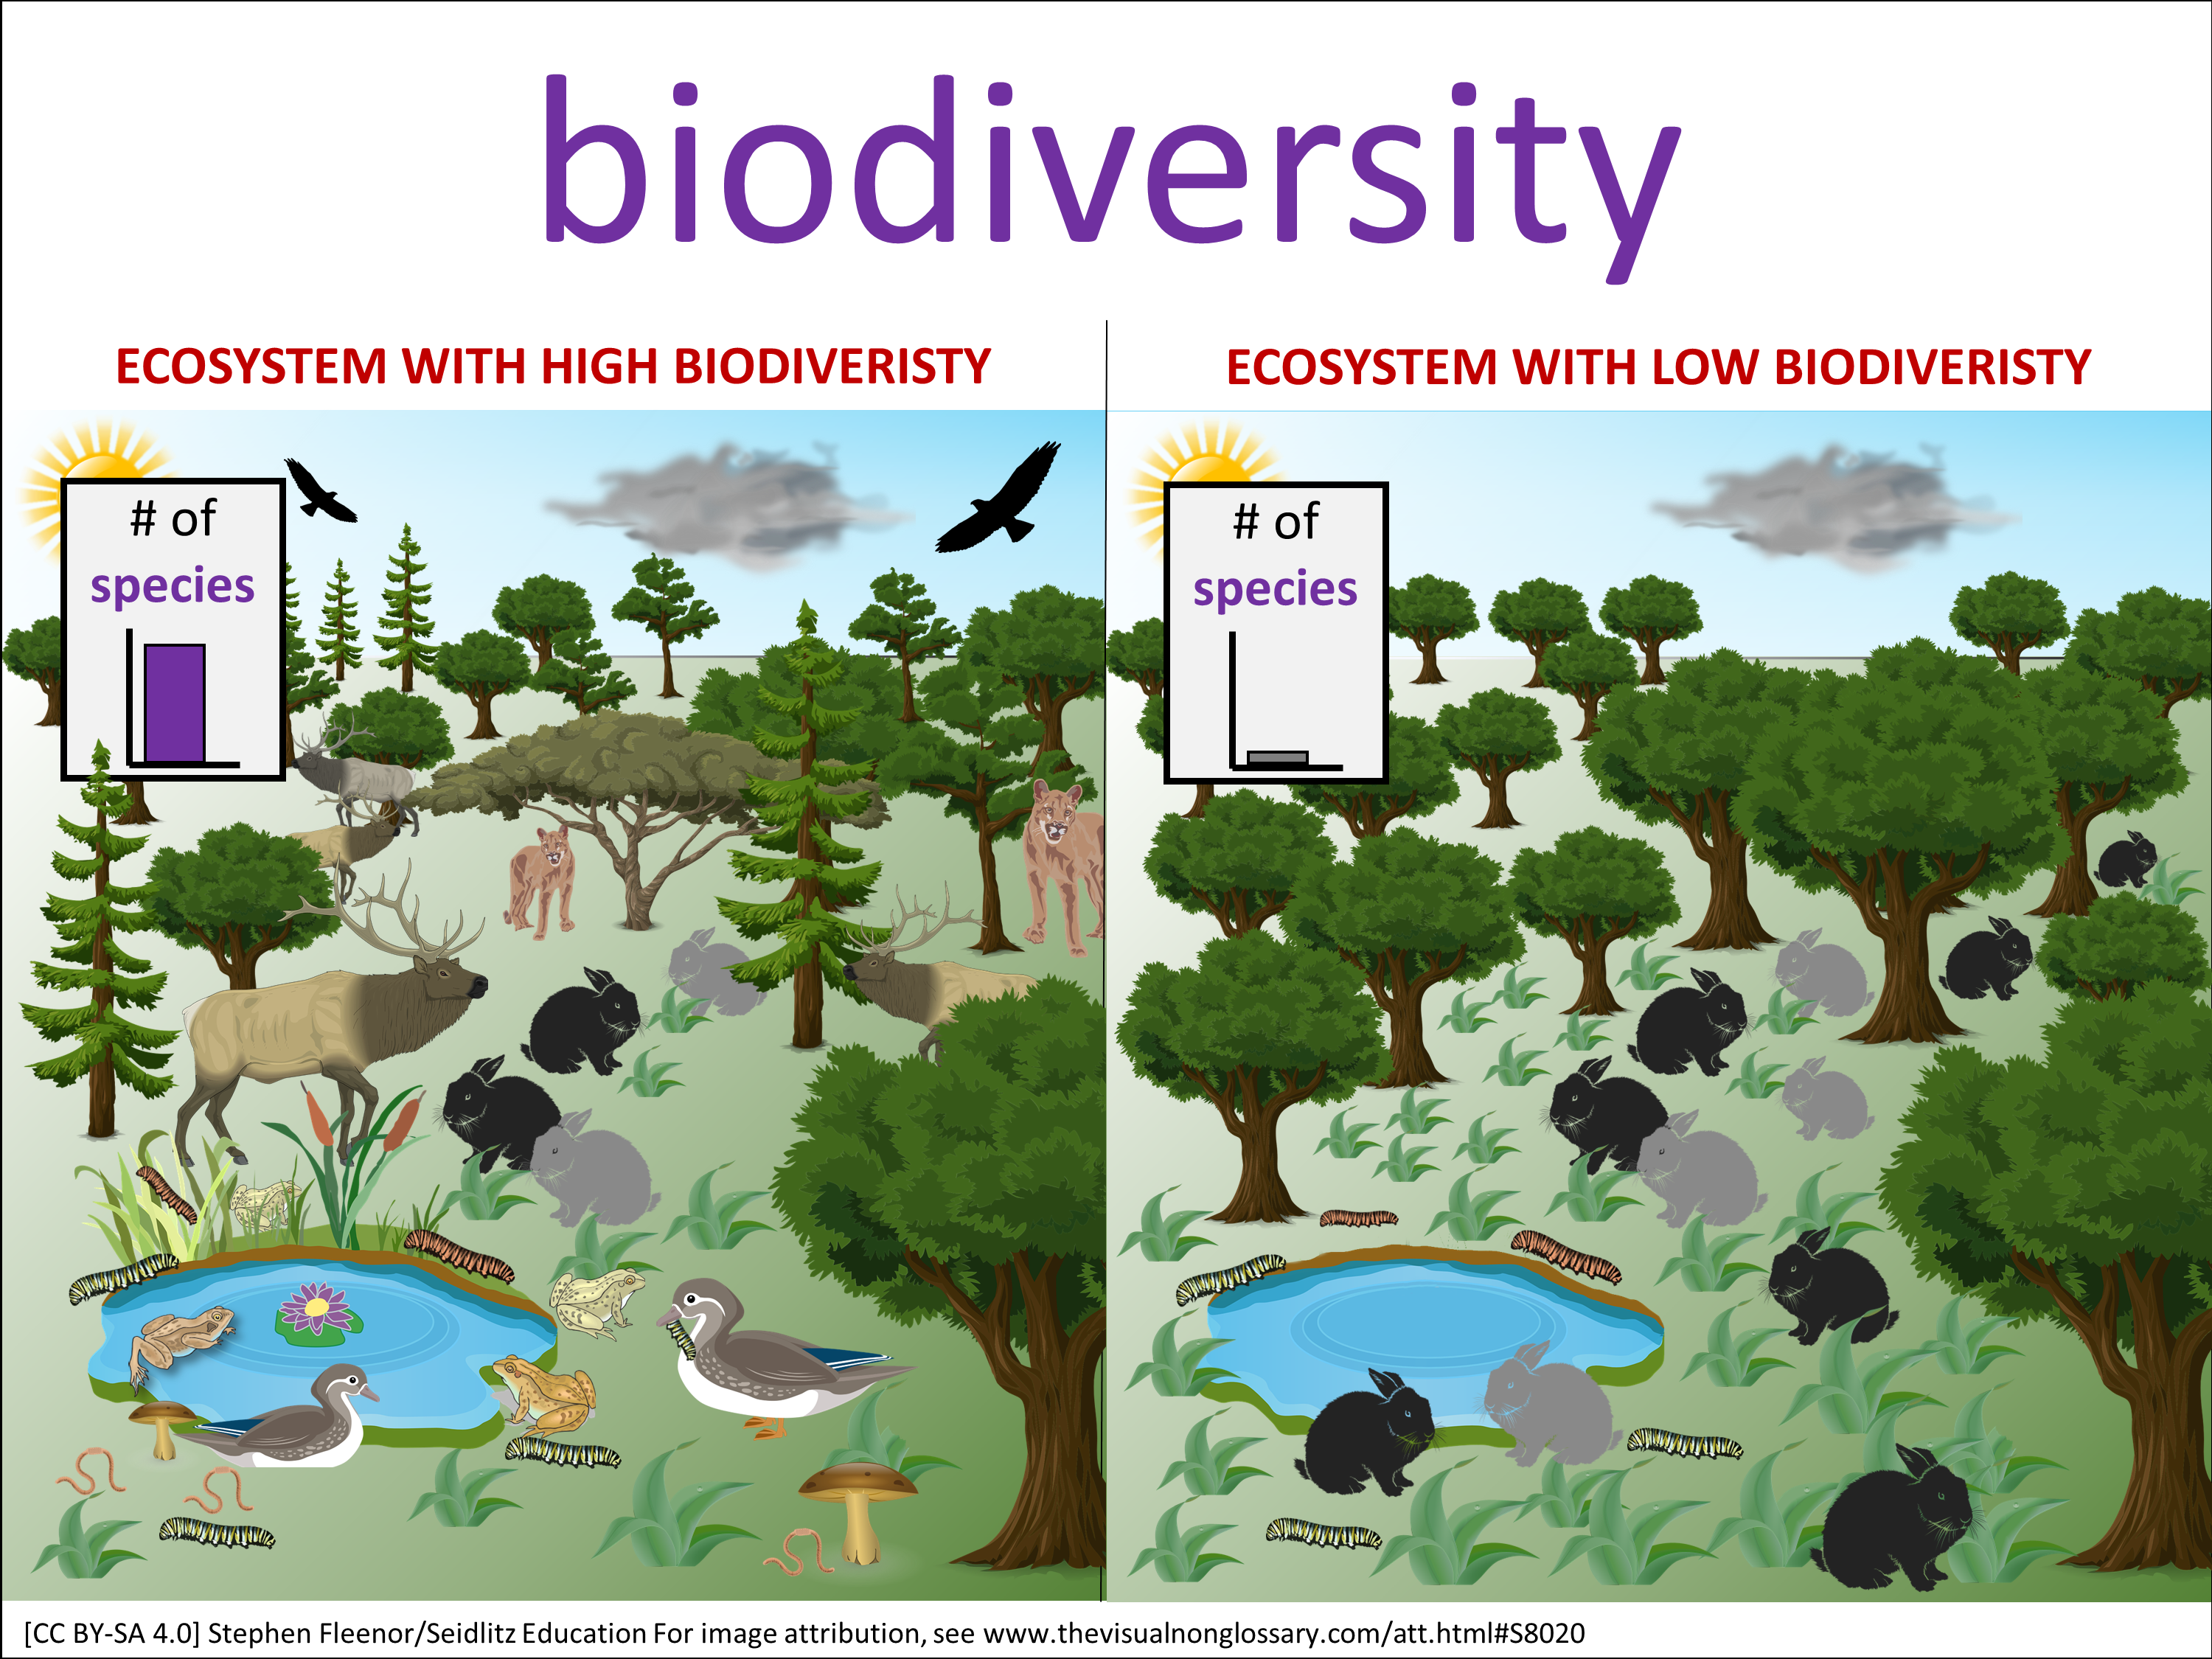 biodiversity
ECOSYSTEM WITH HIGH BIODIVERISTY
# of
species
ECOSYSTEM WITH LOW BIODIVERISTY
# of
species
[CC BY-SA 4.0] Stephen Fleenor/Seidlitz Education For image attribution, see www.thevisualnonglossary.com/att.html#S8020